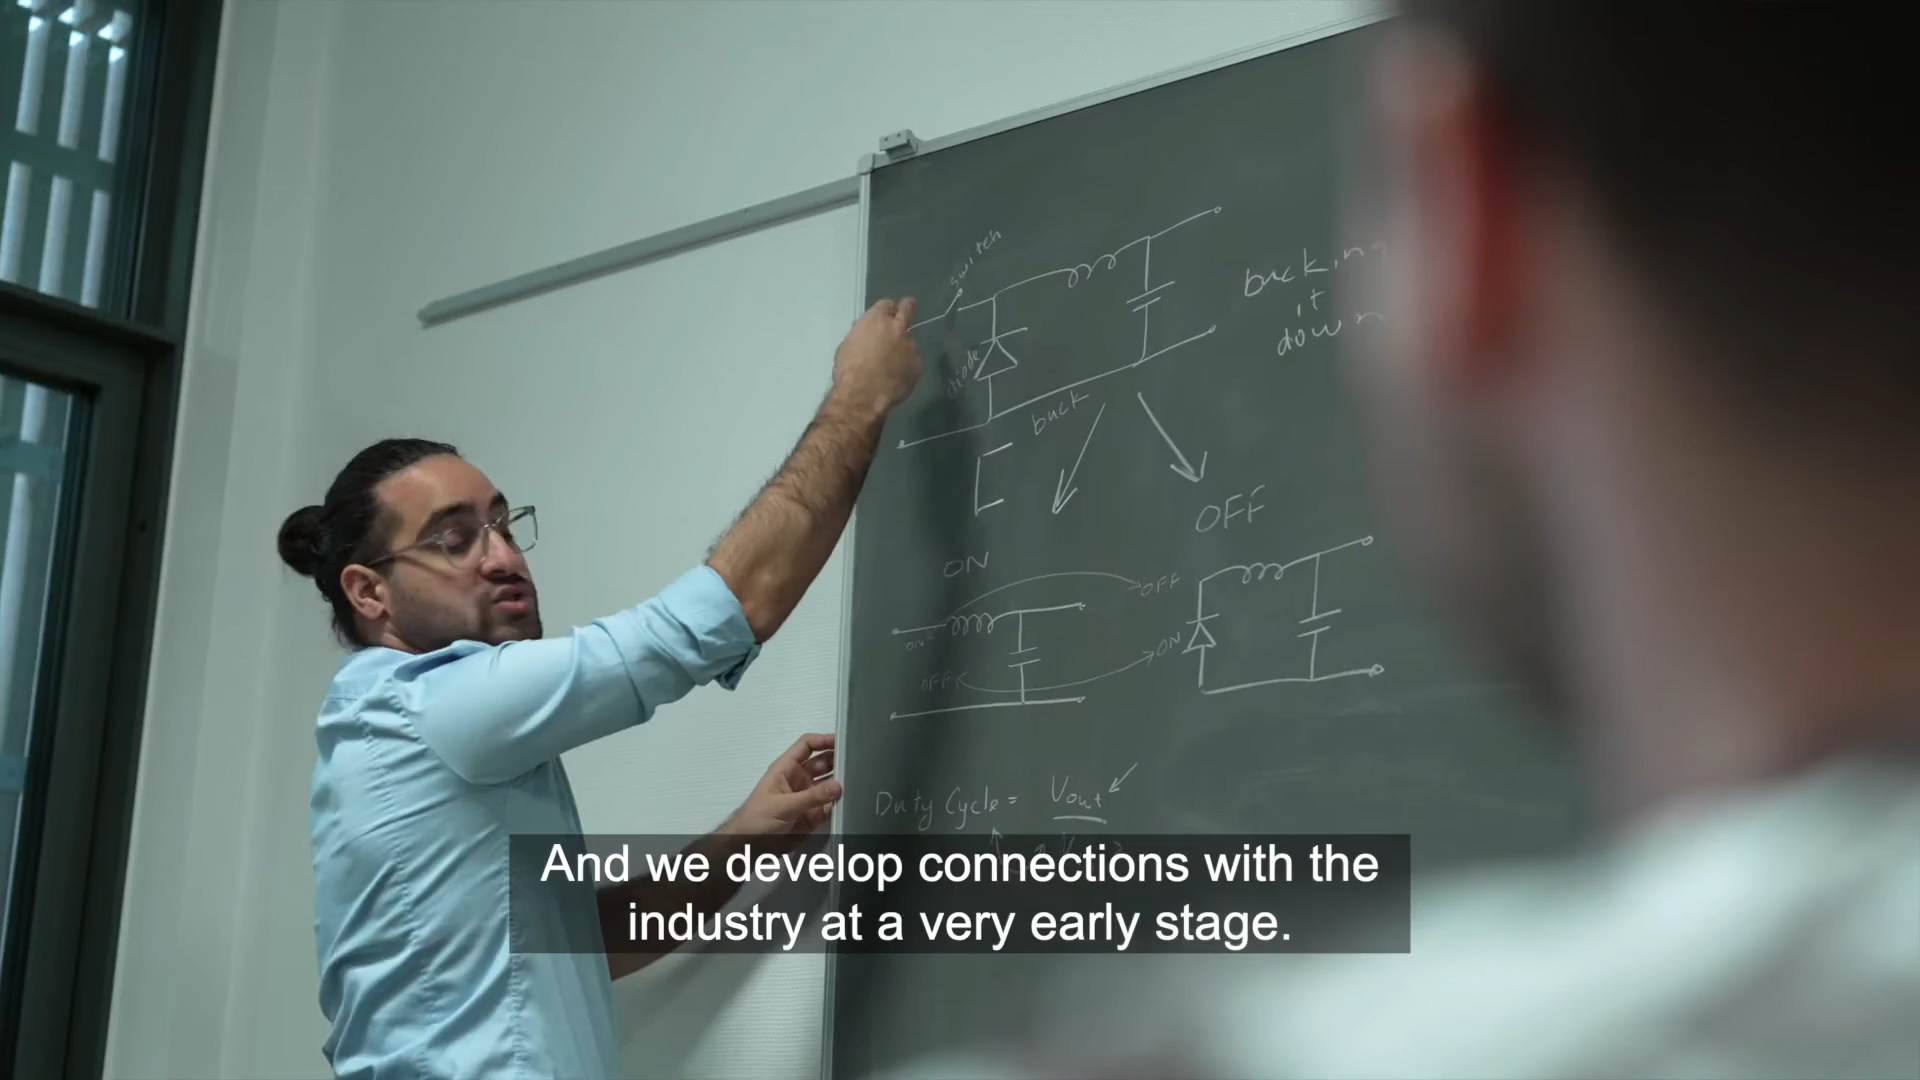 switch
bucking
it
down
diode
buck
OFF
ON
OFF
ON
OFF
Duty Cycle = Vout
And we develop connections with the
industry at a very early stage.